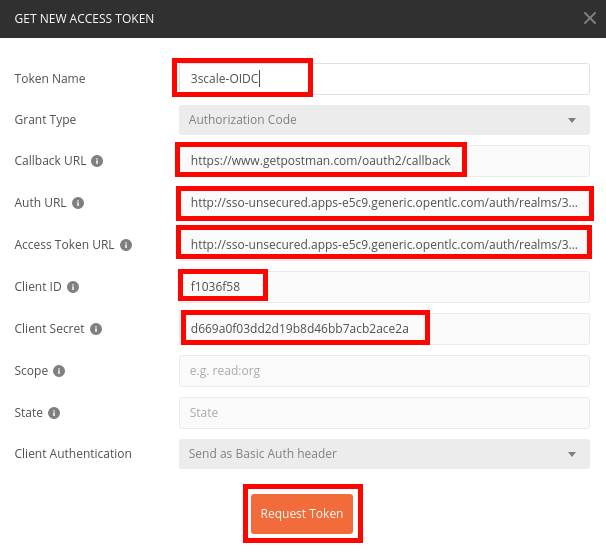 GET NEW ACCESS TOKEN
Token Name 3scale-OIDC
Grant Type Authorization Code
Callback URL https://www.getpostman.com/oauth2/callback
Auth URL http://sso-unsecured.apps-e5c9.generic.opentlc.com/auth/realms/3...
Access Token URL http://sso-unsecured.apps-e5c9.generic.opentlc.com/auth/realms/3...
Client ID f1036f58
Client Secret d669a0f03dd2d19b8d46bb7acb2ace2a
Scope e.g. read:org
State State
Client Authentication Send as Basic Auth header
Request Token